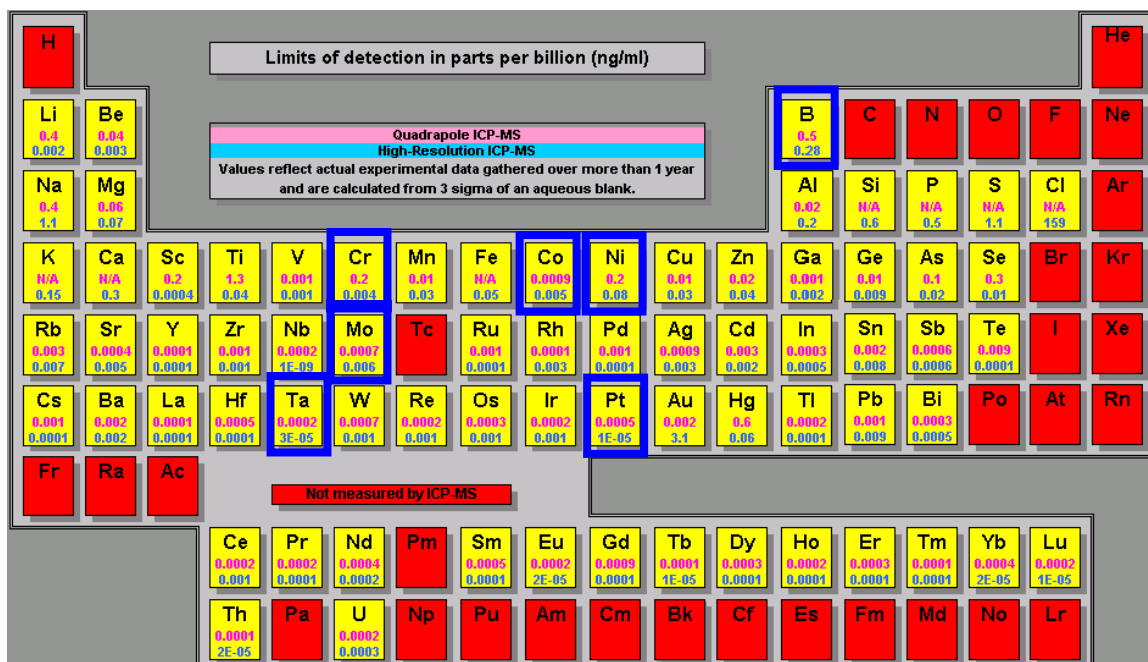 H He
Limits of detection in parts per billion (ng/ml)
Li Be B C N O F Ne
0.4 0.04 0.5
0.002 0.003 0.28
Quadrapole ICP-MS
High-Resolution ICP-MS
Values reflect actual experimental data gathered over more than 1 year
and are calculated from 3 sigma of an aqueous blank.
Na Mg Al Si P S Cl Ar
0.4 0.06 0.02 N/A N/A N/A N/A
1.1 0.07 0.2 0.6 0.5 1.1 159
K Ca Sc Ti V Cr Mn Fe Co Ni Cu Zn Ga Ge As Se Br Kr
N/A N/A 0.2 1.3 0.001 0.2 0.01 N/A 0.0009 0.2 0.01 0.02 0.001 0.01 0.1 0.3
0.15 0.3 0.0004 0.04 0.001 0.004 0.03 0.05 0.005 0.08 0.03 0.04 0.002 0.009 0.02 0.01
Rb Sr Y Zr Nb Mo Tc Ru Rh Pd Ag Cd In Sn Sb Te I Xe
0.003 0.0004 0.0001 0.001 0.0002 0.0007 0.001 0.0001 0.001 0.0009 0.003 0.0003 0.002 0.0006 0.009
0.007 0.005 0.0001 0.001 1E-09 0.006 0.0001 0.003 0.0001 0.003 0.002 0.0005 0.008 0.0006 0.0001
Cs Ba La Hf Ta W Re Os Ir Pt Au Hg Tl Pb Bi Po At Rn
0.001 0.002 0.0001 0.0005 0.0002 0.0007 0.0002 0.0003 0.0002 0.0005 0.002 0.6 0.0002 0.001 0.0003
0.0001 0.002 0.0001 0.0001 3E-05 0.001 0.001 0.001 0.001 1E-05 3.1 0.06 0.0001 0.009 0.0005
Fr Ra Ac
Not measured by ICP-MS
Ce Pr Nd Pm Sm Eu Gd Tb Dy Ho Er Tm Yb Lu
0.0002 0.0002 0.0004 0.0005 0.0002 0.0009 0.0001 0.0003 0.0002 0.0003 0.0001 0.0004 0.0002
0.001 0.0001 0.0002 0.0001 2E-05 0.0001 1E-05 0.0001 0.0001 0.0001 0.0001 2E-05 1E-05
Th Pa U Np Pu Am Cm Bk Cf Es Fm Md No Lr
0.0001 0.0002
2E-05 0.0003